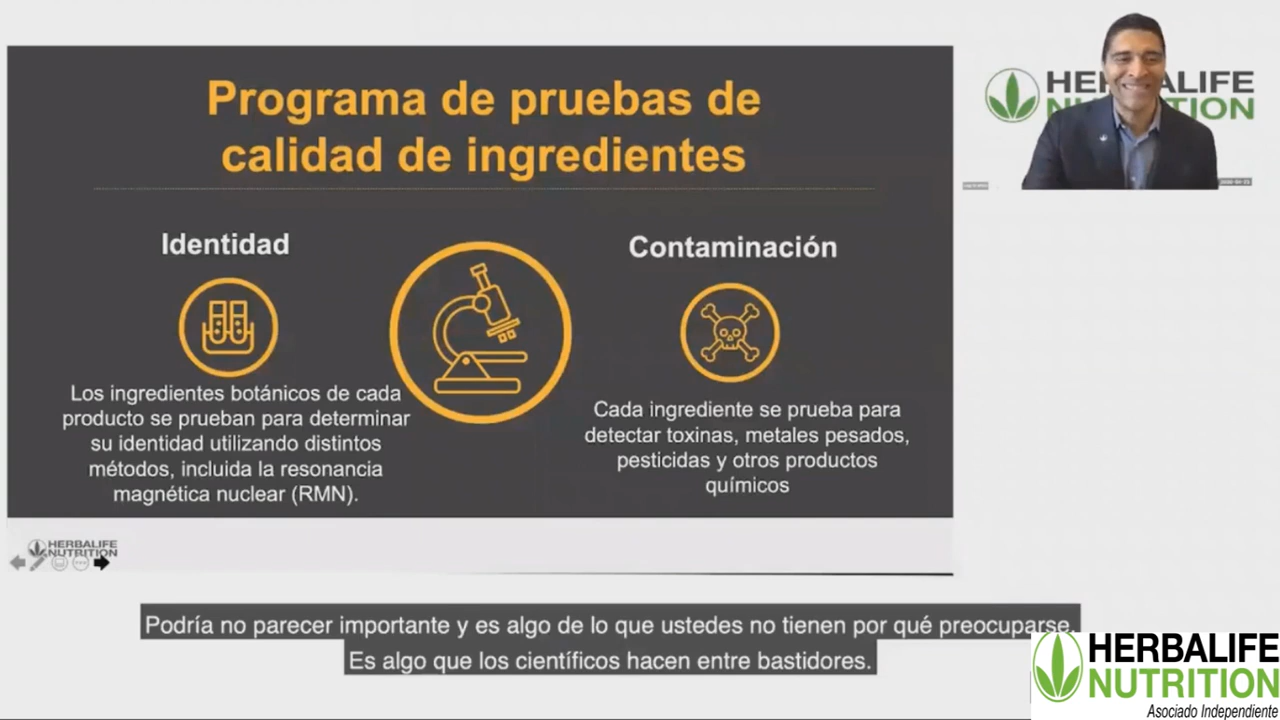 Programa de pruebas de
calidad de ingredientes
Identidad
Los ingredientes botánicos de cada
producto se prueban para determinar
su identidad utilizando distintos
métodos, incluida la resonancia
magnética nuclear (RMN).
Contaminación
Cada ingrediente se prueba para
detectar toxinas, metales pesados,
pesticidas y otros productos
químicos
HERBALIFE
NUTRITION
HERBALIFE
NUTRITION
Podría no parecer importante y es algo de lo que ustedes no tienen por qué preocuparse.
Es algo que los científicos hacen entre bastidores.
HERBALIFE
NUTRITION
Asociado Independiente